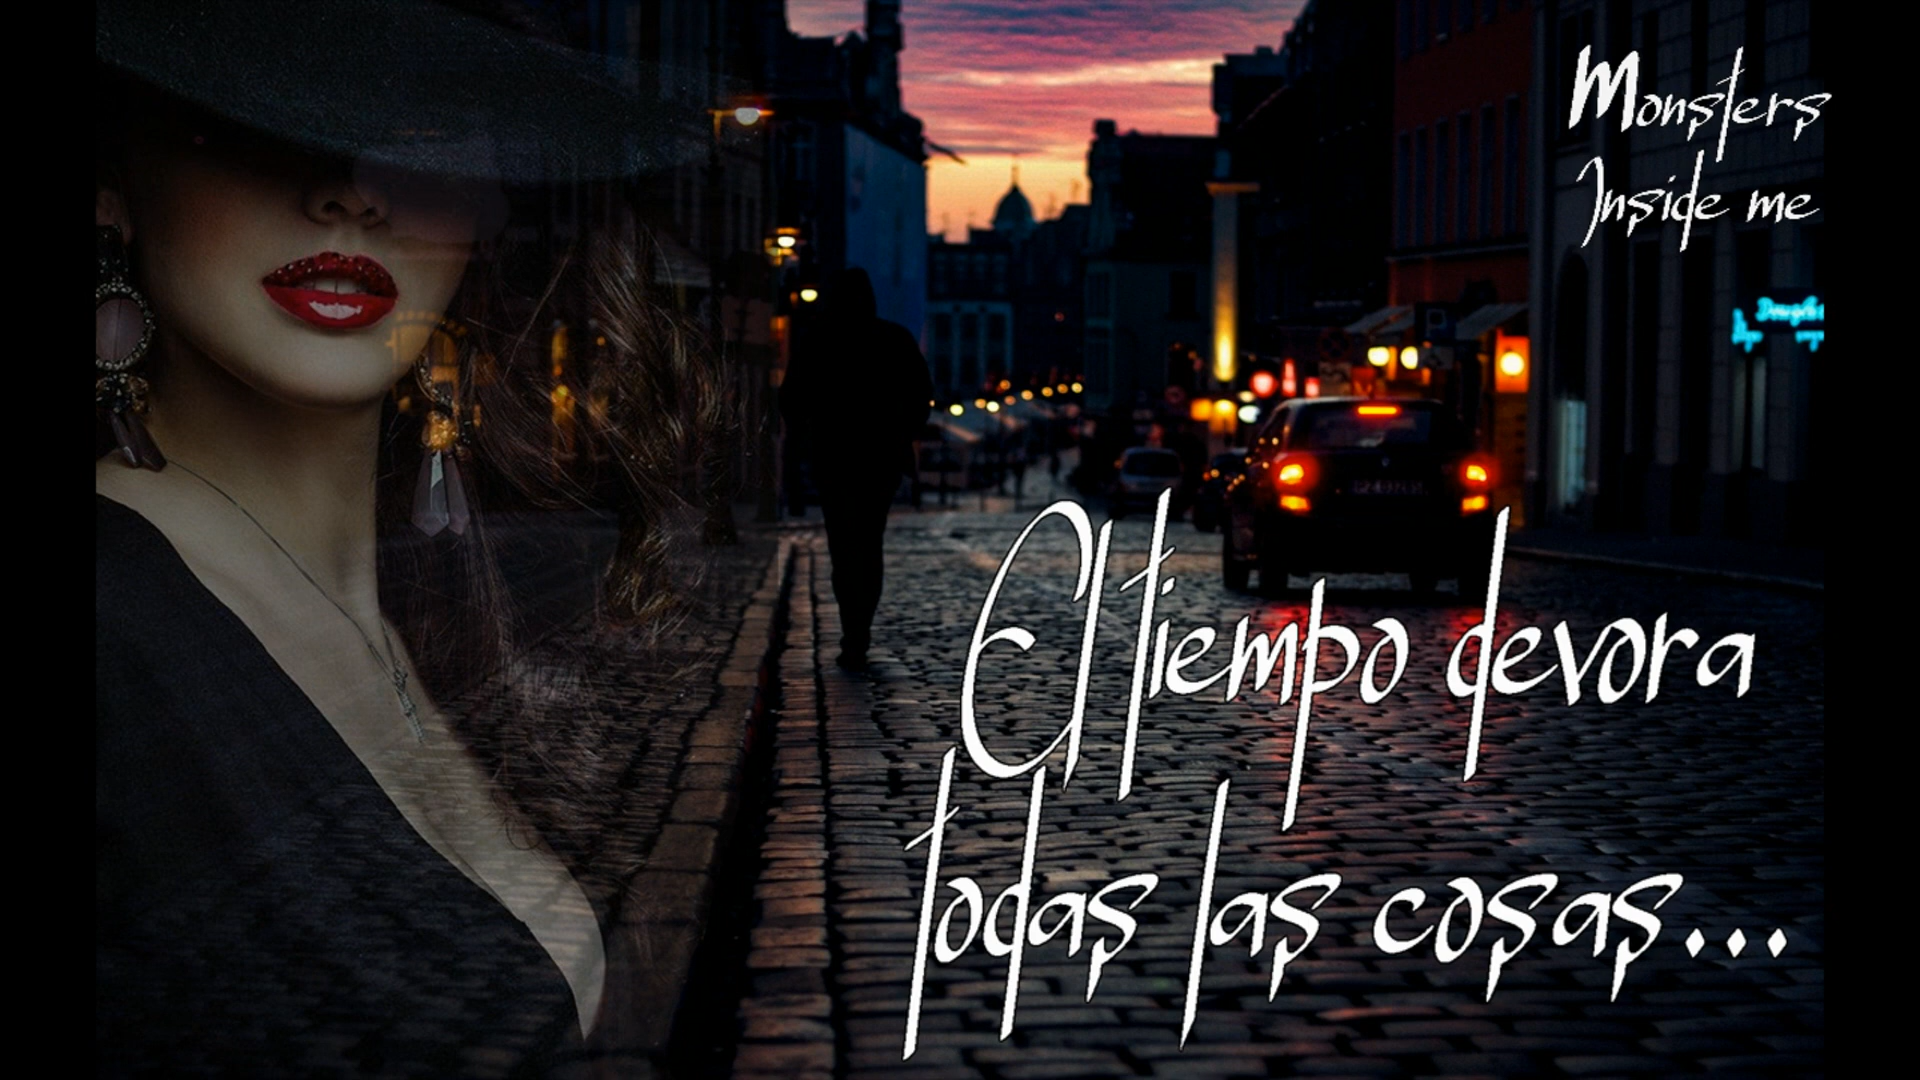 Monsters
Inside me
El tiempo devora
todas las cosas...